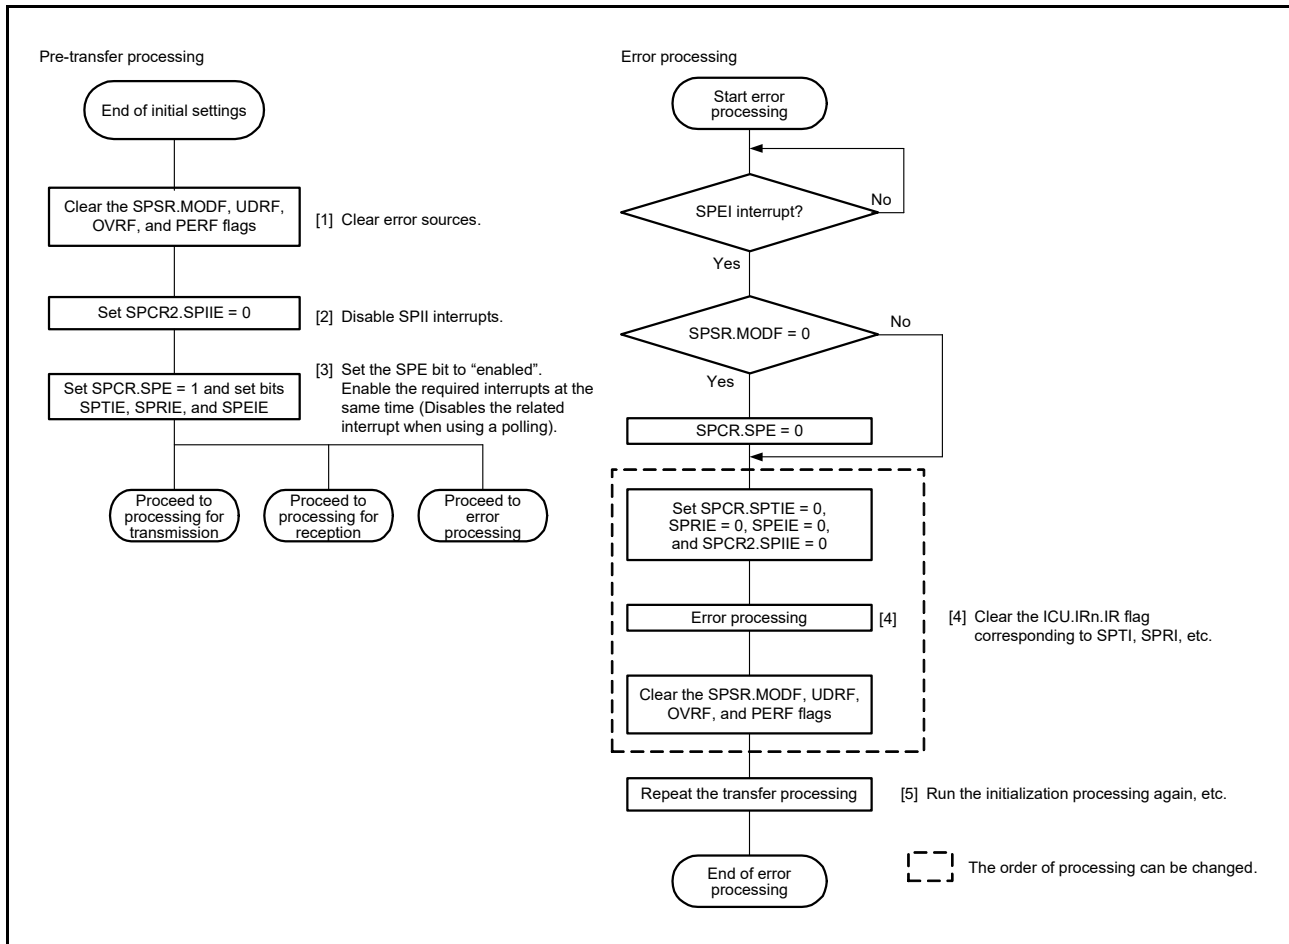 Pre-transfer processing
End of initial settings
Clear the SPSR.MODF, UDRF,
OVRF, and PERF flags
[1] Clear error sources.
Set SPCR2.SPIIE = 0
[2] Disable SPII interrupts.
Set SPCR.SPE = 1 and set bits
SPTIE, SPRIE, and SPEIE
[3] Set the SPE bit to “enabled”.
Enable the required interrupts at the
same time (Disables the related
interrupt when using a polling).
Proceed to
processing for
transmission
Proceed to
processing for
reception
Proceed to
error
processing
Error processing
Start error
processing
SPEI interrupt?
No
Yes
SPSR.MODF = 0
No
Yes
SPCR.SPE = 0
Set SPCR.SPTIE = 0,
SPRIE = 0, SPEIE = 0,
and SPCR2.SPIIE = 0
Error processing
[4]
[4] Clear the ICU.IRn.IR flag
corresponding to SPTI, SPRI, etc.
Clear the SPSR.MODF, UDRF,
OVRF, and PERF flags
Repeat the transfer processing
[5] Run the initialization processing again, etc.
End of error
processing
The order of processing can be changed.